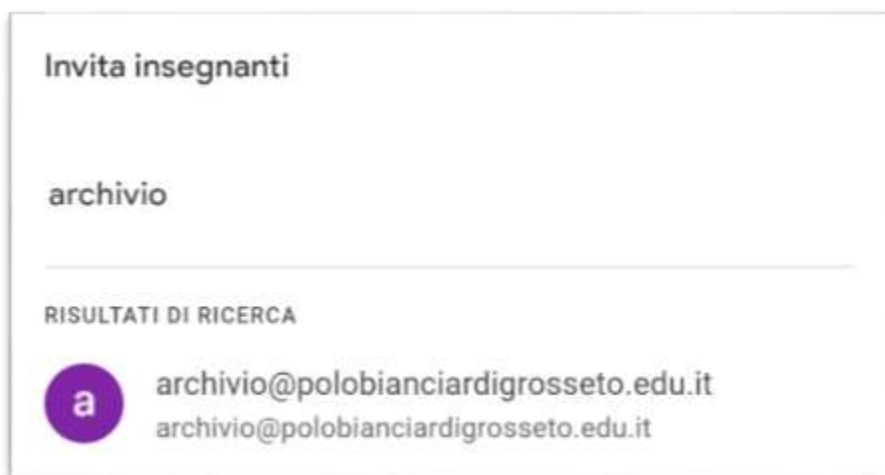 Invita insegnanti
archivio
RISULTATI DI RICERCA
a
archivio@polobianciardigrosseto.edu.it
archivio@polobianciardigrosseto.edu.it